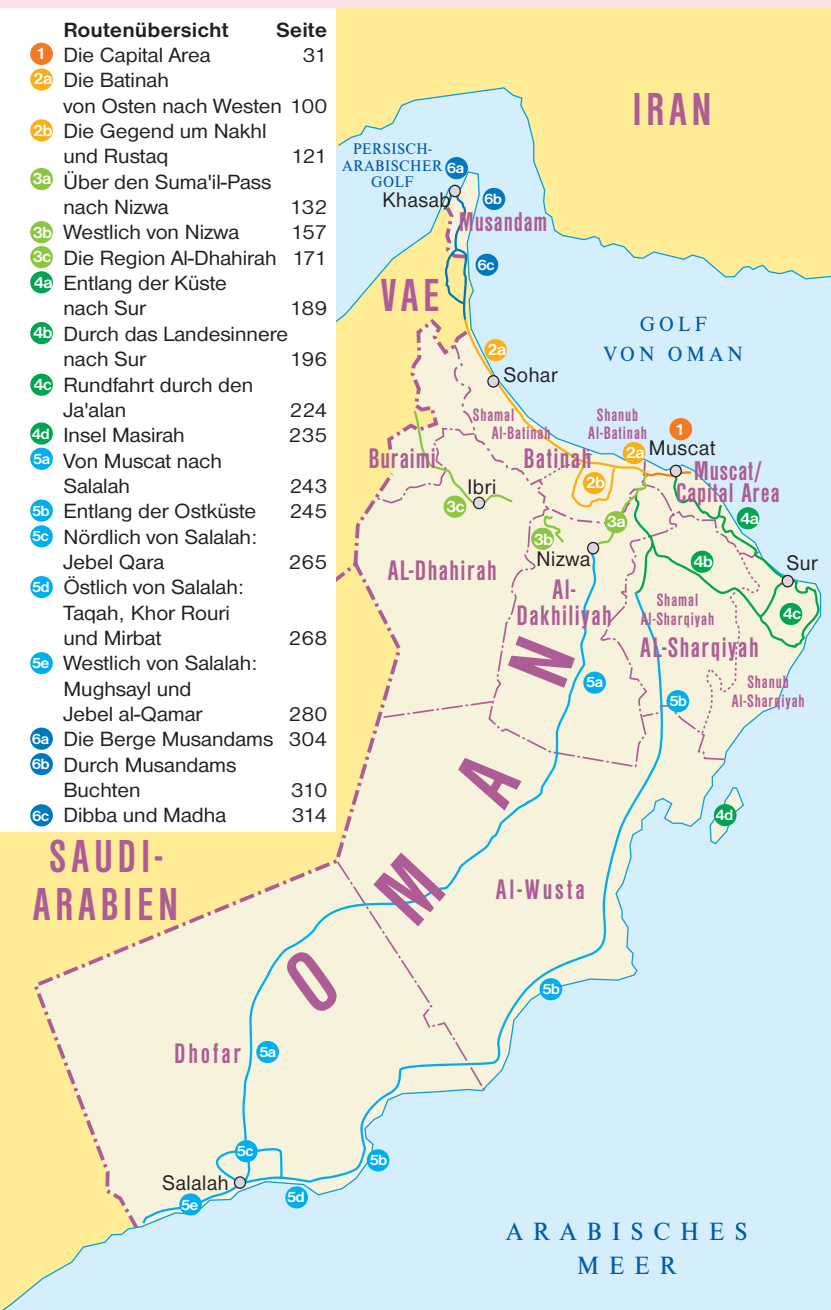 Routenübersicht Seite
1 Die Capital Area 31
2a Die Batinah
von Osten nach Westen 100
2b Die Gegend um Nakhl
und Rustaq 121
3a Über den Suma'il-Pass
nach Nizwa 132
3b Westlich von Nizwa 157
3c Die Region Al-Dhahirah 171
4a Entlang der Küste
nach Sur 189
4b Durch das Landesinnere
nach Sur 196
4c Rundfahrt durch den
Ja'alan 224
4d Insel Masirah 235
5a Von Muscat nach
Salalah 243
5b Entlang der Ostküste 245
5c Nördlich von Salalah:
Jebel Qara 265
5d Östlich von Salalah:
Taqah, Khor Rouri
und Mirbat 268
5e Westlich von Salalah:
Mughsayl und
Jebel al-Qamar 280
6a Die Berge Musandams 304
6b Durch Musandams
Buchten 310
6c Dibba und Madha 314
IRAN
PERSISCH-
ARABISCHER
GOLF
6a
Khasab
6b
Musandam
6c
VAE
GOLF
VON OMAN
2a
Sohar
Shamal
Al-Batinah
Shanub
Al-Batinah
1
2a
Muscat
Buraimi
Batinah
Muscat/
Capital Area
2b
Ibri
3c
3a
4a
3b
Nizwa
4b
Sur
AL-Dhahirah
Al-
Dakhiliyah
Shamal
Al-Sharqiyah
4c
AL-Sharqiyah
Shanub
Al-Sharqiyah
5a
5b
4d
OMAN
SAUDI-
ARABIEN
Al-Wusta
5b
Dhofar
5a
5c
5b
Salalah
5e
5d
ARABISCHES
MEER